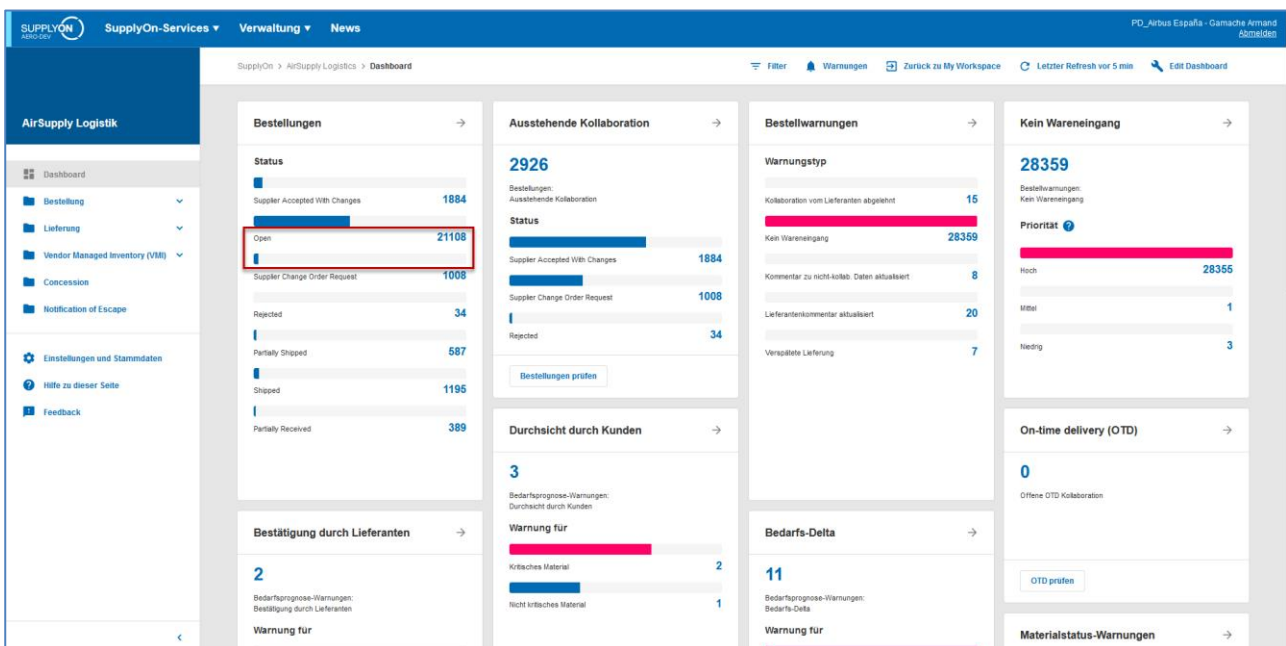 SUPPLYON
AERO-DEV
SupplyOn-Services ▾
Verwaltung ▾
News
PD_Airbus España - Gamache Armand
Abmelden
AirSupply Logistik
Dashboard
Bestellung
Lieferung
Vendor Managed Inventory (VMI)
Concession
Notification of Escape
Einstellungen und Stammdaten
Hilfe zu dieser Seite
Feedback
SupplyOn > AirSupply Logistics > Dashboard
Filter
Warnungen
Zurück zu My Workspace
Letzter Refresh vor 5 min
Edit Dashboard
Bestellungen
Status
Supplier Accepted With Changes 1884
Open 21108
Supplier Change Order Request 1008
Rejected 34
Partially Shipped 587
Shipped 1195
Partially Received 389
Bestätigung durch Lieferanten
2
Bedarfsprognose-Warnungen:
Bestätigung durch Lieferanten
Warnung für
Ausstehende Kollaboration
2926
Bestellungen:
Ausstehende Kollaboration
Status
Supplier Accepted With Changes 1884
Supplier Change Order Request 1008
Rejected 34
Bestellungen prüfen
Durchsicht durch Kunden
3
Bedarfsprognose-Warnungen:
Durchsicht durch Kunden
Warnung für
Kritisches Material 2
Nicht kritisches Material 1
Bestellwarnungen
Warnungstyp
Kollaboration vom Lieferanten abgelehnt 15
Kein Wareneingang 28359
Kommentar zu nicht-kollab. Daten aktualisiert 8
Lieferantenkommentar aktualisiert 20
Verspätete Lieferung 7
Bedarfs-Delta
11
Bedarfsprognose-Warnungen:
Bedarfs-Delta
Warnung für
Kein Wareneingang
28359
Bestellwarnungen:
Kein Wareneingang
Priorität
Hoch 28355
Mittel 1
Niedrig 3
On-time delivery (OTD)
0
Offene OTD Kollaboration
OTD prüfen
Materialstatus-Warnungen